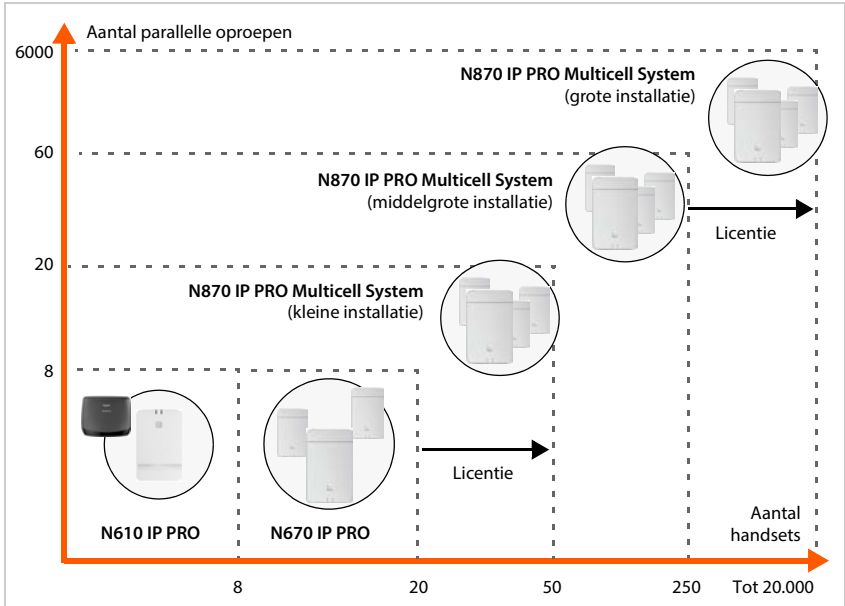 Aantal parallelle oproepen
6000
N870 IP PRO Multicell System
(grote installatie)
60
N870 IP PRO Multicell System
(middelgrote installatie)
Licentie
20
N870 IP PRO Multicell System
(kleine installatie)
8
Licentie
N610 IP PRO
N670 IP PRO
Aantal
handsets
8
20
50
250
Tot 20.000